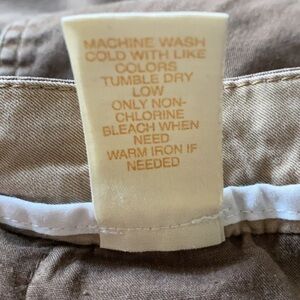 MACHINE WASH
COLD WITH LIKE
COLORS
TUMBLE DRY
LOW
ONLY NON-
CHLORINE
BLEACH WHEN
NEED
WARM IRON IF
NEEDED